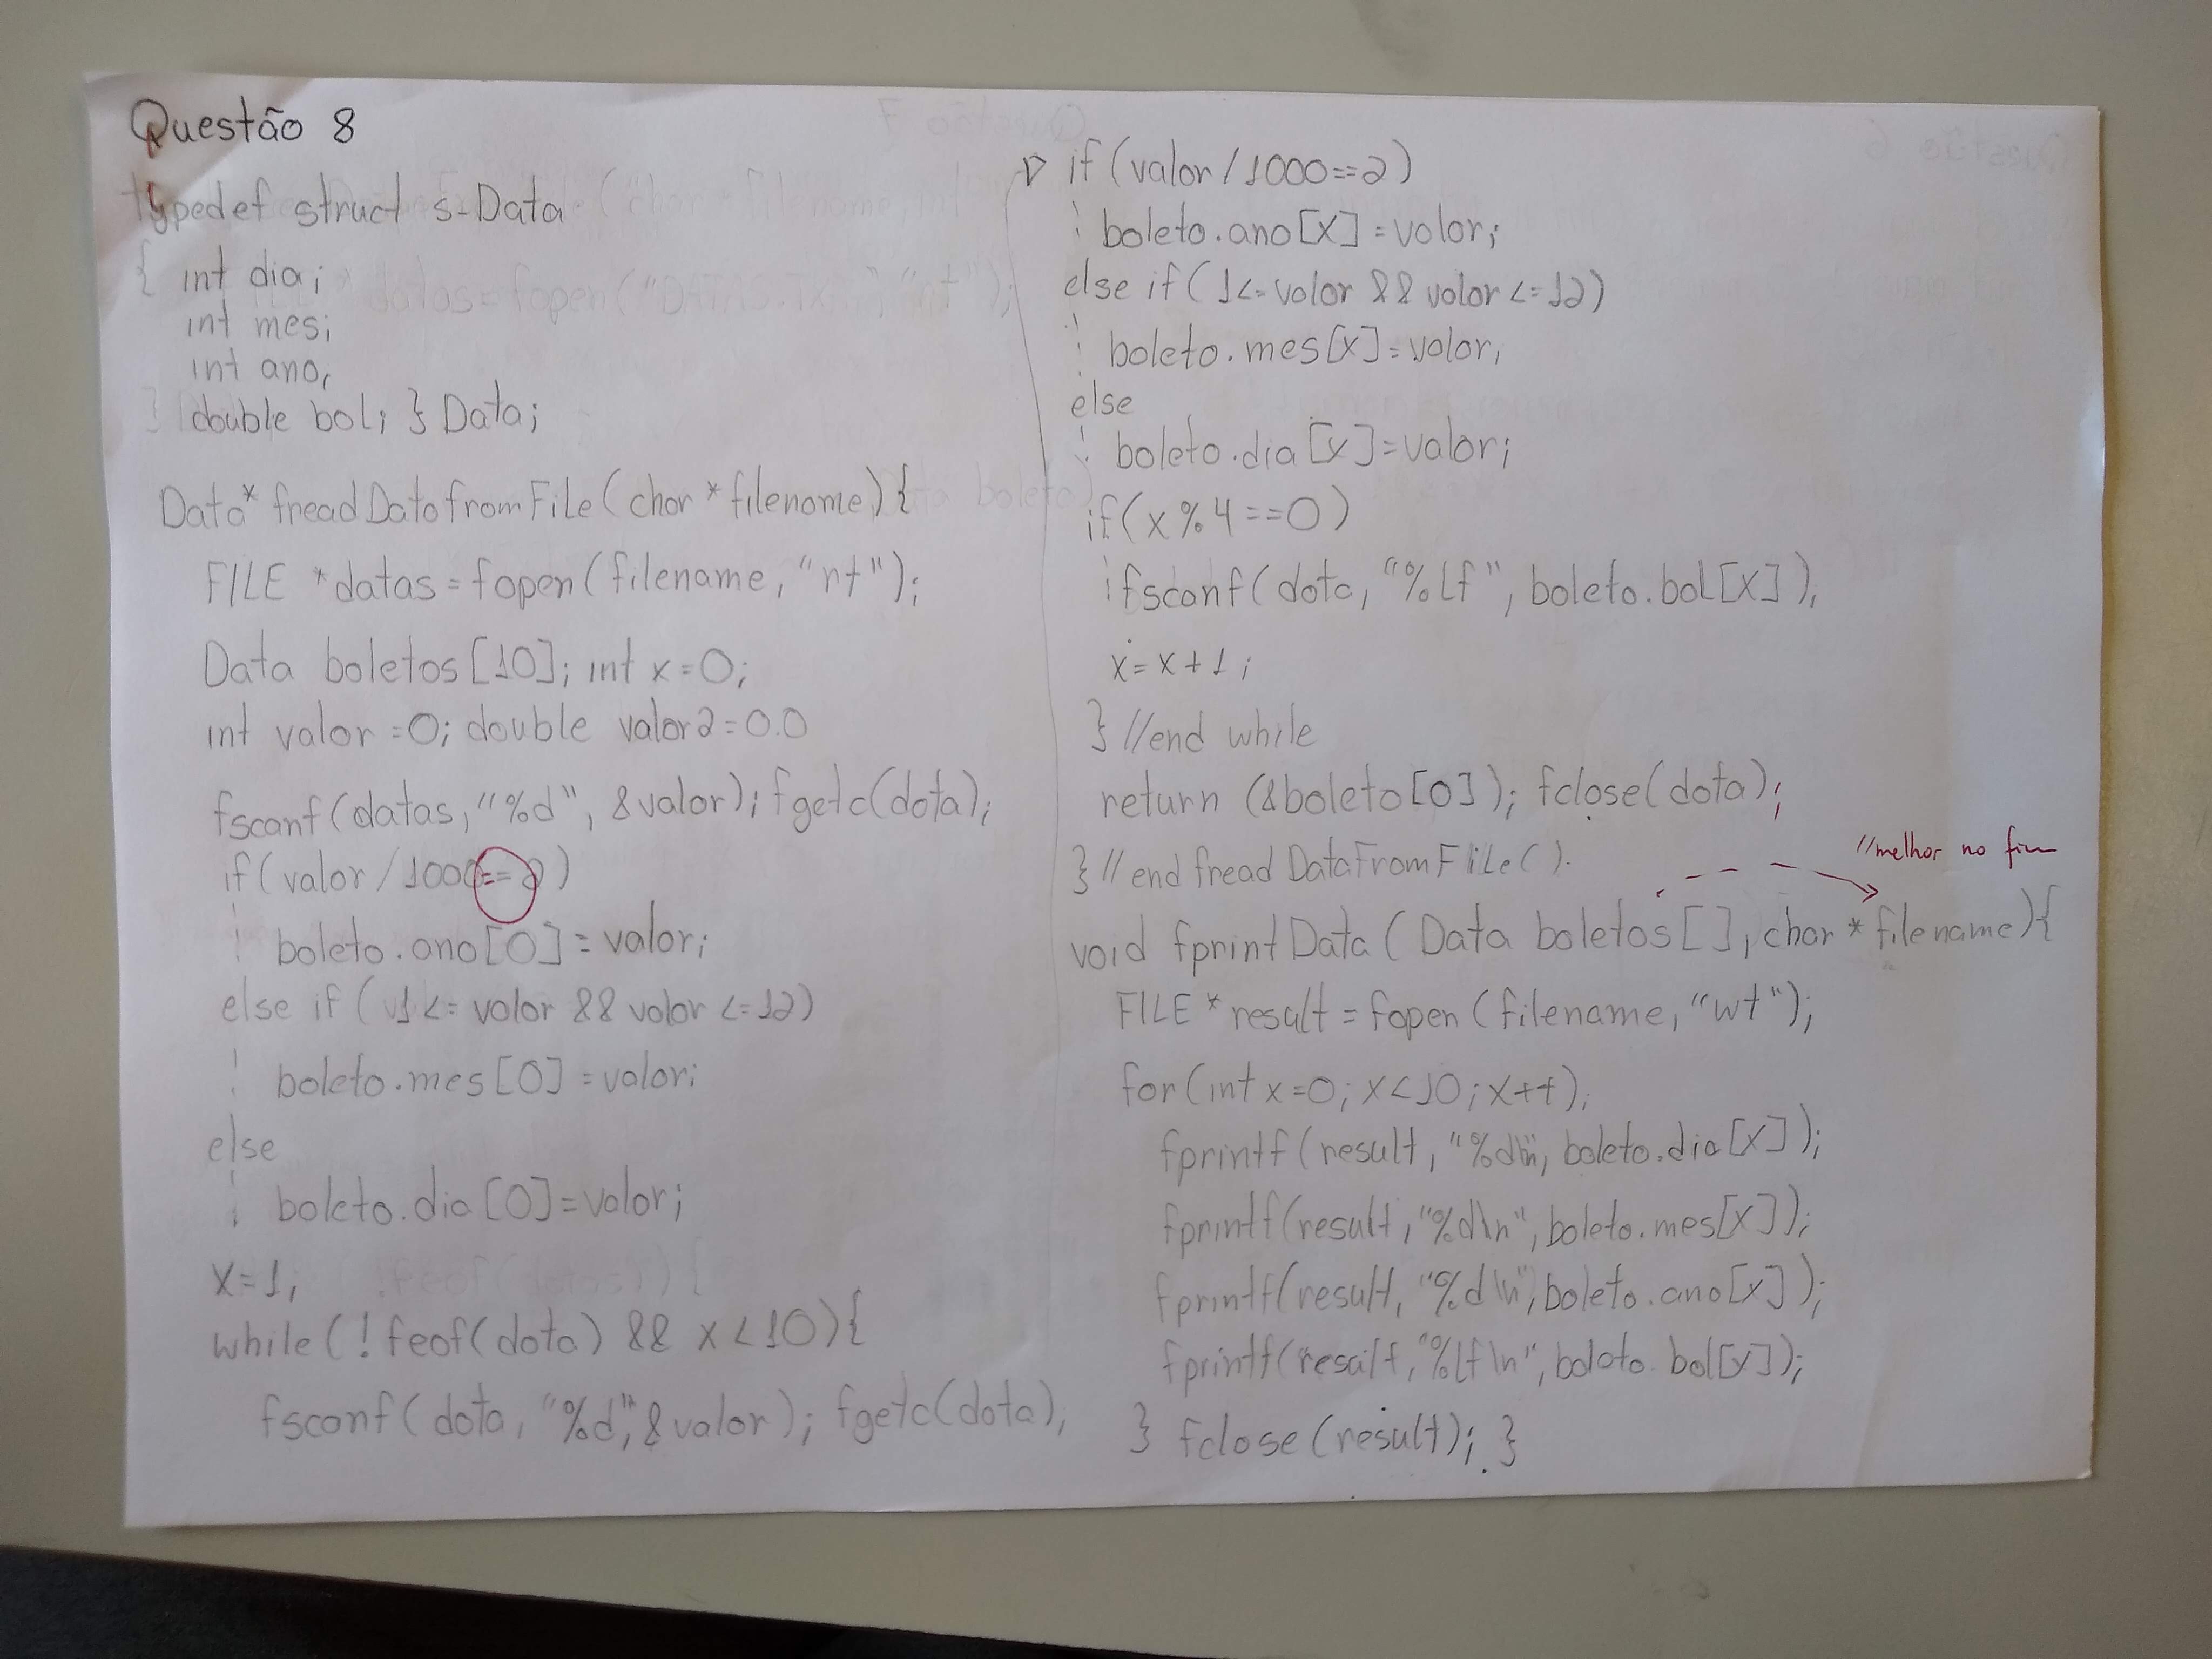 Questão 8
typedef struct s-Data
{ int dia;
int mes;
int ano,
double bol; } Data;
Data* freadDatafromFile(char *filename){
FILE *datas = fopen(filename, "rt");
Data boletos[10]; int x=0;
int valor =0; double valor2=0.0
fscanf(datas, "%d", &valor); fgetc(data);
if(valor/1000==2)
boleto.ano[0] = valor;
else if (1<= valor && valor <=12)
boleto.mes[0] = valor;
else
boleto.dia[0]=valor;
x=1;
while(!feof(data) && x<10){
fscanf(data, "%d", &valor); fgetc(data),
if(valor/1000==2)
boleto.ano[x]=valor;
else if(1<=valor && valor<=12)
boleto.mes[x]=valor,
else
boleto.dia[x]=valor;
if(x%4==0)
fscanf(data, "%lf", boleto.bol[x]),
x=x+1;
} //end while
return (&boleto[0]); fclose(data);
} //end freadDataFromFile().
//melhor no fim
void fprintData(Data boletos[], char *filename){
FILE *result = fopen(filename, "wt");
for(int x=0; x<10; x++);
fprintf(result, "%d\n", boleto.dia[x]);
fprintf(result, "%d\n", boleto.mes[x]);
fprintf(result, "%d\n", boleto.ano[x]);
fprintf(result, "%lf\n", boleto.bol[x]);
} fclose(result); }